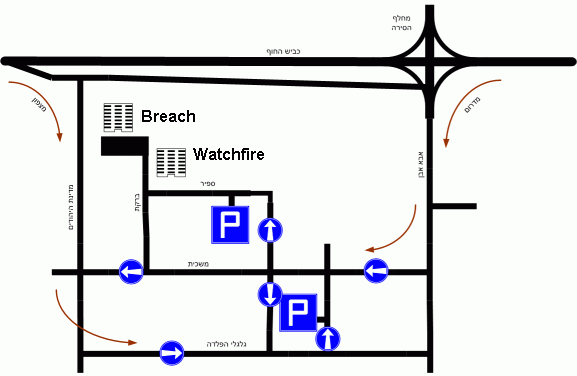 מחלף
הסירה
כביש החוף
מצפון
מדרום
Breach
Watchfire
ספיר
אבא אבן
מדינת היהודים
ברקת
P
משכית
P
גלגלי הפלדה